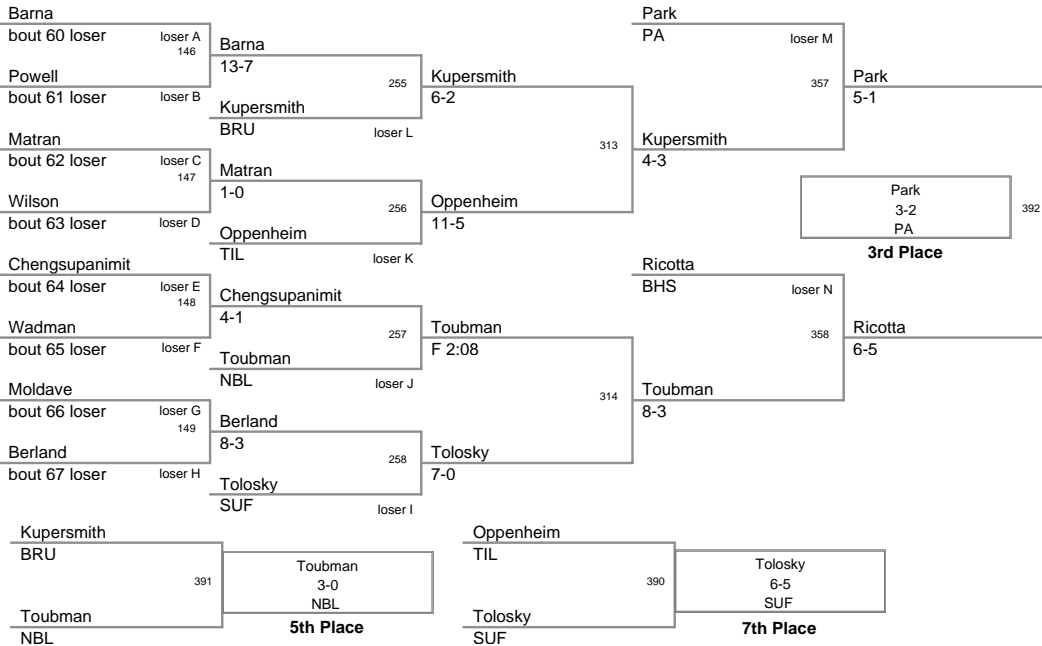 Barna
bout 60 loser
loser A
146
Powell
bout 61 loser
loser B
Matran
bout 62 loser
loser C
147
Wilson
bout 63 loser
loser D
Chengsupanimit
bout 64 loser
loser E
148
Wadman
bout 65 loser
loser F
Moldave
bout 66 loser
loser G
149
Berland
bout 67 loser
loser H
Barna
13-7
255
Kupersmith
BRU
loser L
Matran
1-0
256
Oppenheim
TIL
loser K
Chengsupanimit
4-1
257
Toubman
NBL
loser J
Berland
8-3
258
Tolosky
SUF
loser I
Kupersmith
6-2
313
Oppenheim
11-5
Toubman
F 2:08
314
Tolosky
7-0
Park
PA
loser M
357
Kupersmith
4-3
Ricotta
BHS
loser N
358
Toubman
8-3
Park
5-1
Park
3-2
PA
392
3rd Place
Ricotta
6-5
Kupersmith
BRU
391
Toubman
NBL
Toubman
3-0
NBL
5th Place
Oppenheim
TIL
390
Tolosky
SUF
Tolosky
6-5
SUF
7th Place